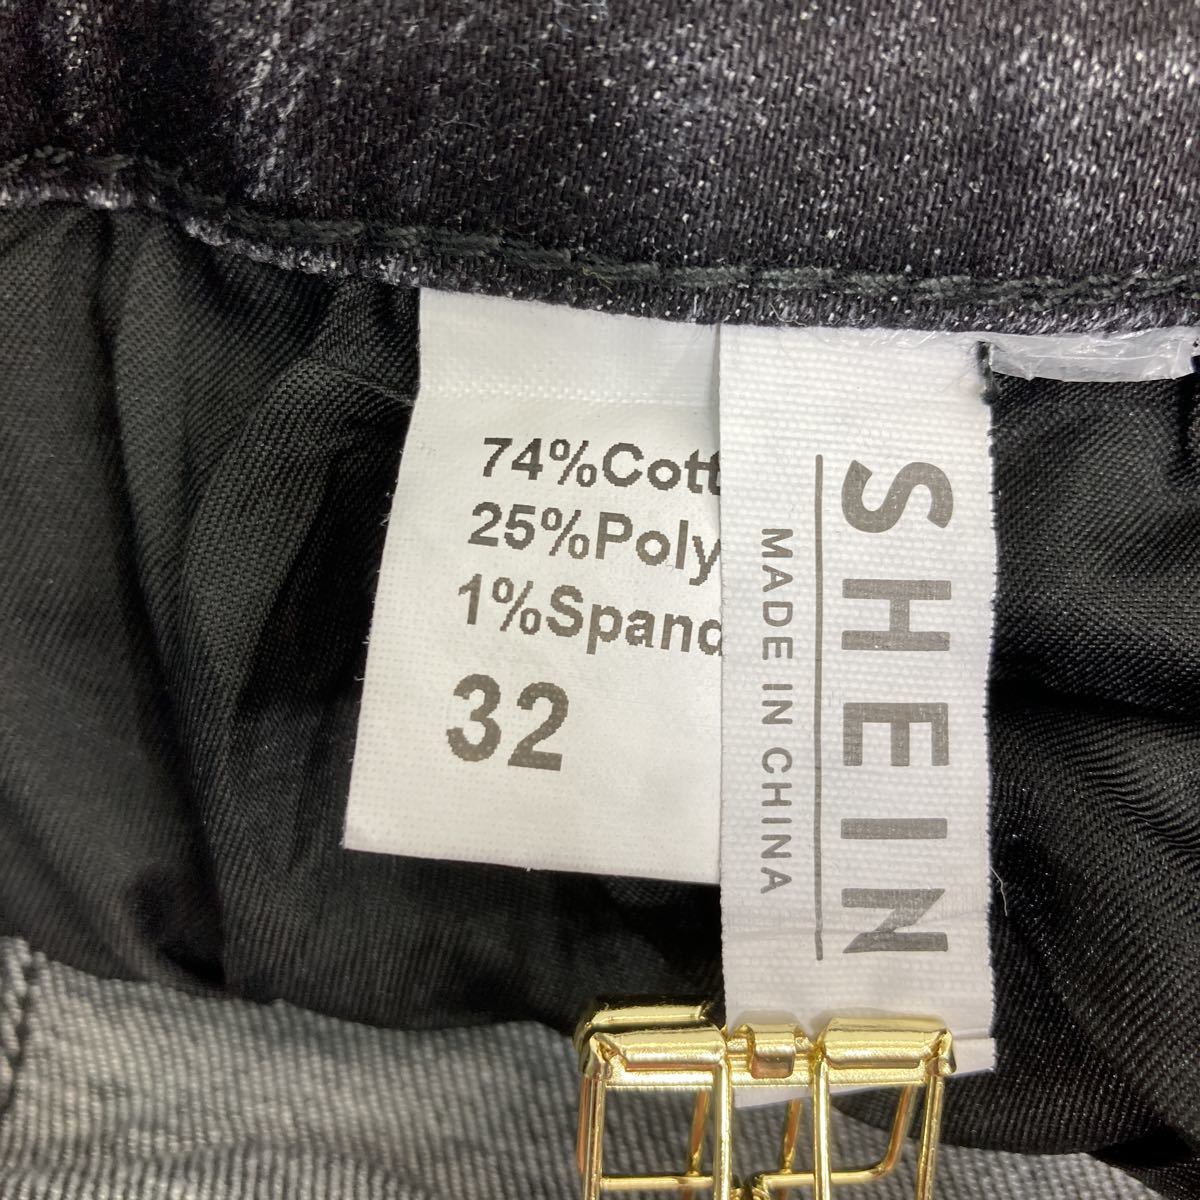 74%Cott
25%Poly
1%Spand
32
SHEIN
MADE IN CHINA